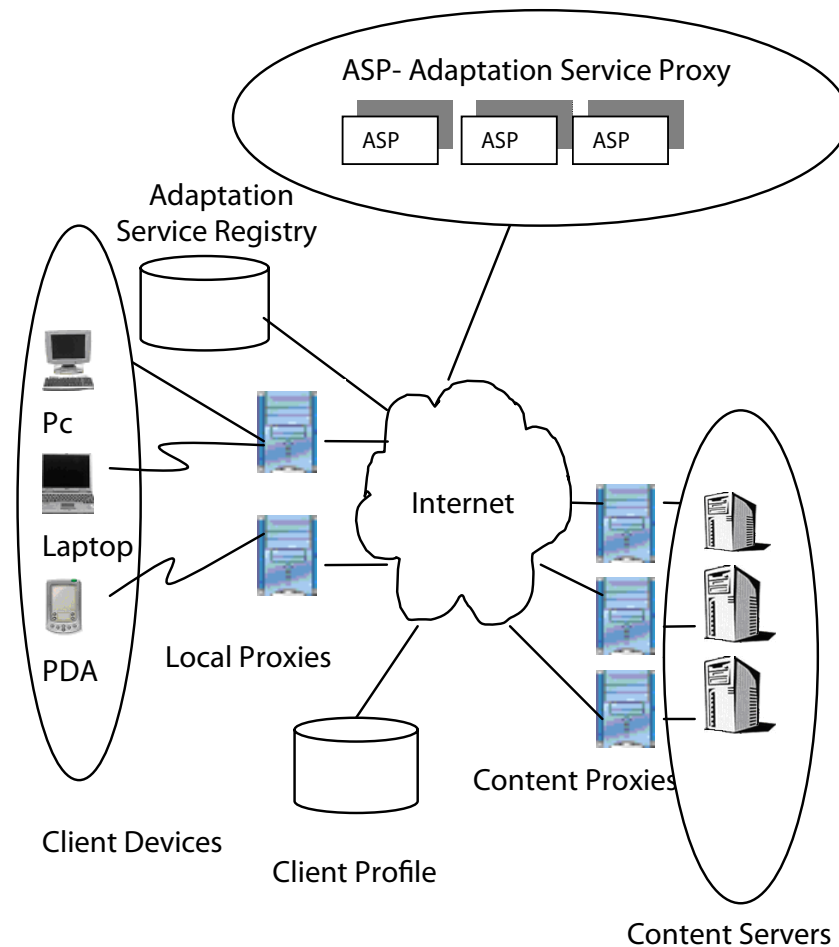 ASP- Adaptation Service Proxy
ASP
ASP
ASP
Adaptation
Service Registry
Pc
Laptop
PDA
Internet
Local Proxies
Content Proxies
Client Devices
Client Profile
Content Servers